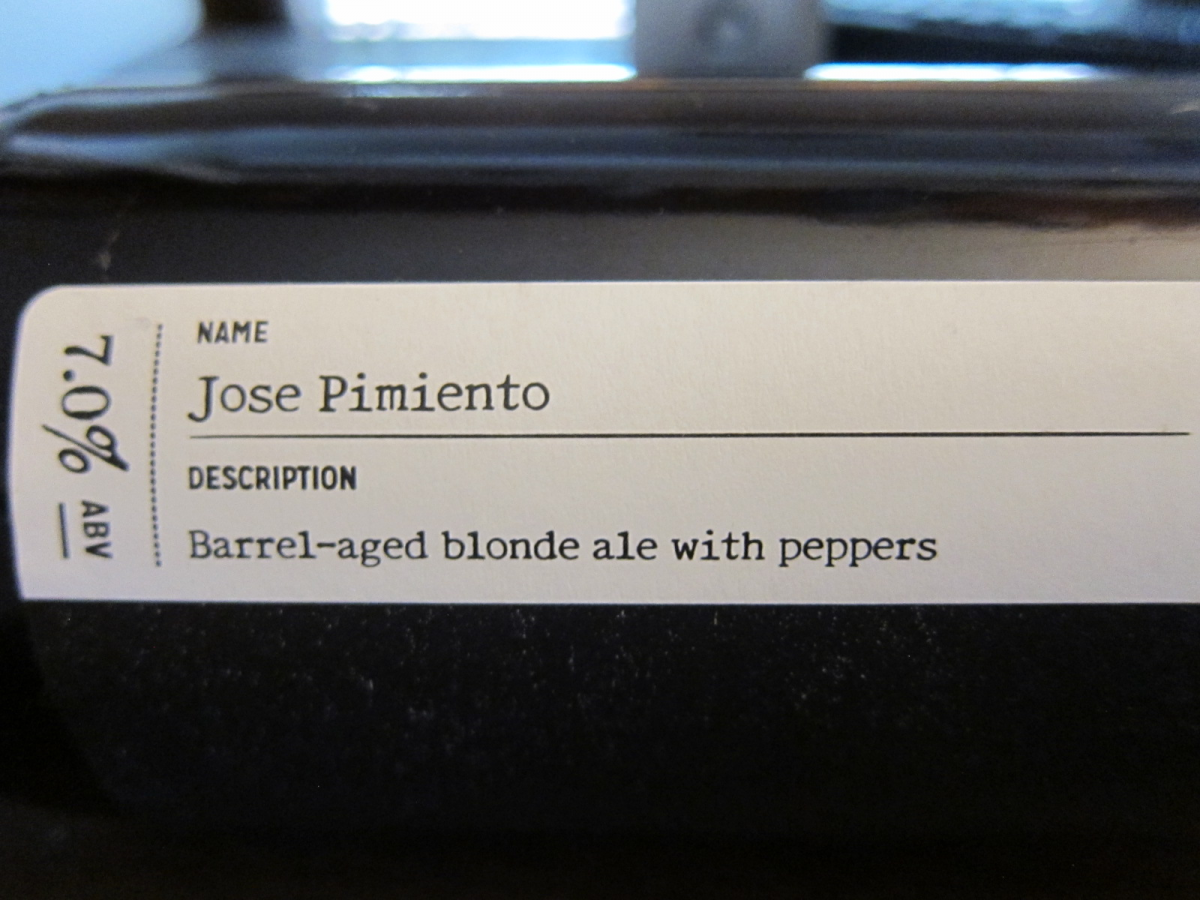 7.0% ABV
NAME
Jose Pimiento
DESCRIPTION
Barrel-aged blonde ale with peppers